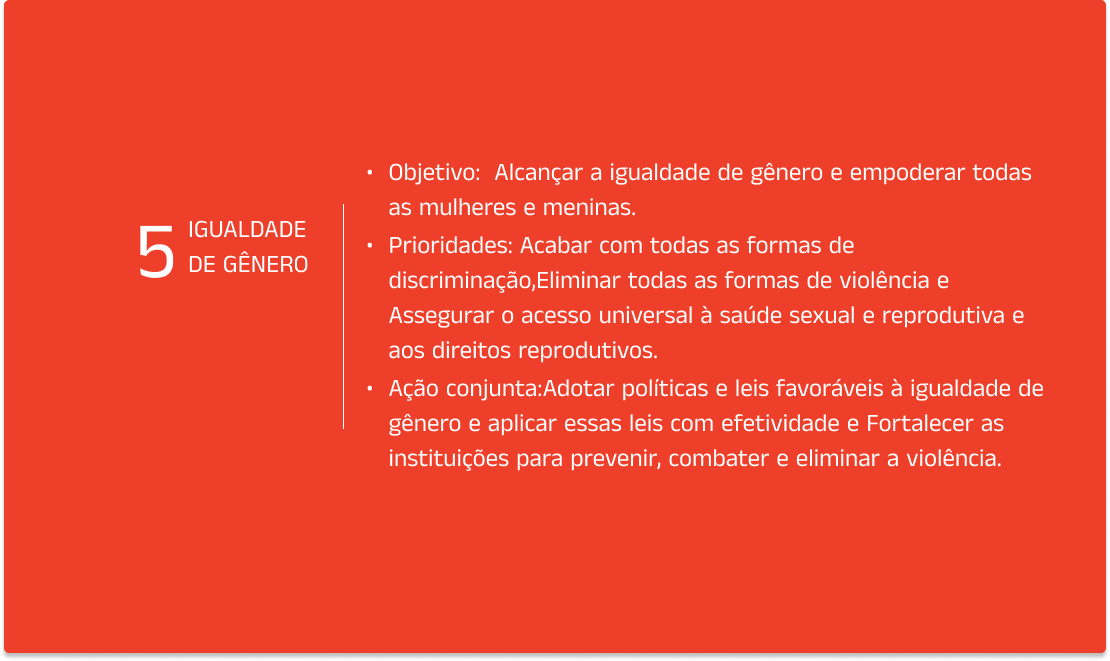 5
IGUALDADE
DE GÊNERO
• Objetivo:  Alcançar a igualdade de gênero e empoderar todas
as mulheres e meninas.
• Prioridades: Acabar com todas as formas de
discriminação,Eliminar todas as formas de violência e
Assegurar o acesso universal à saúde sexual e reprodutiva e
aos direitos reprodutivos.
• Ação conjunta:Adotar políticas e leis favoráveis à igualdade de
gênero e aplicar essas leis com efetividade e Fortalecer as
instituições para prevenir, combater e eliminar a violência.